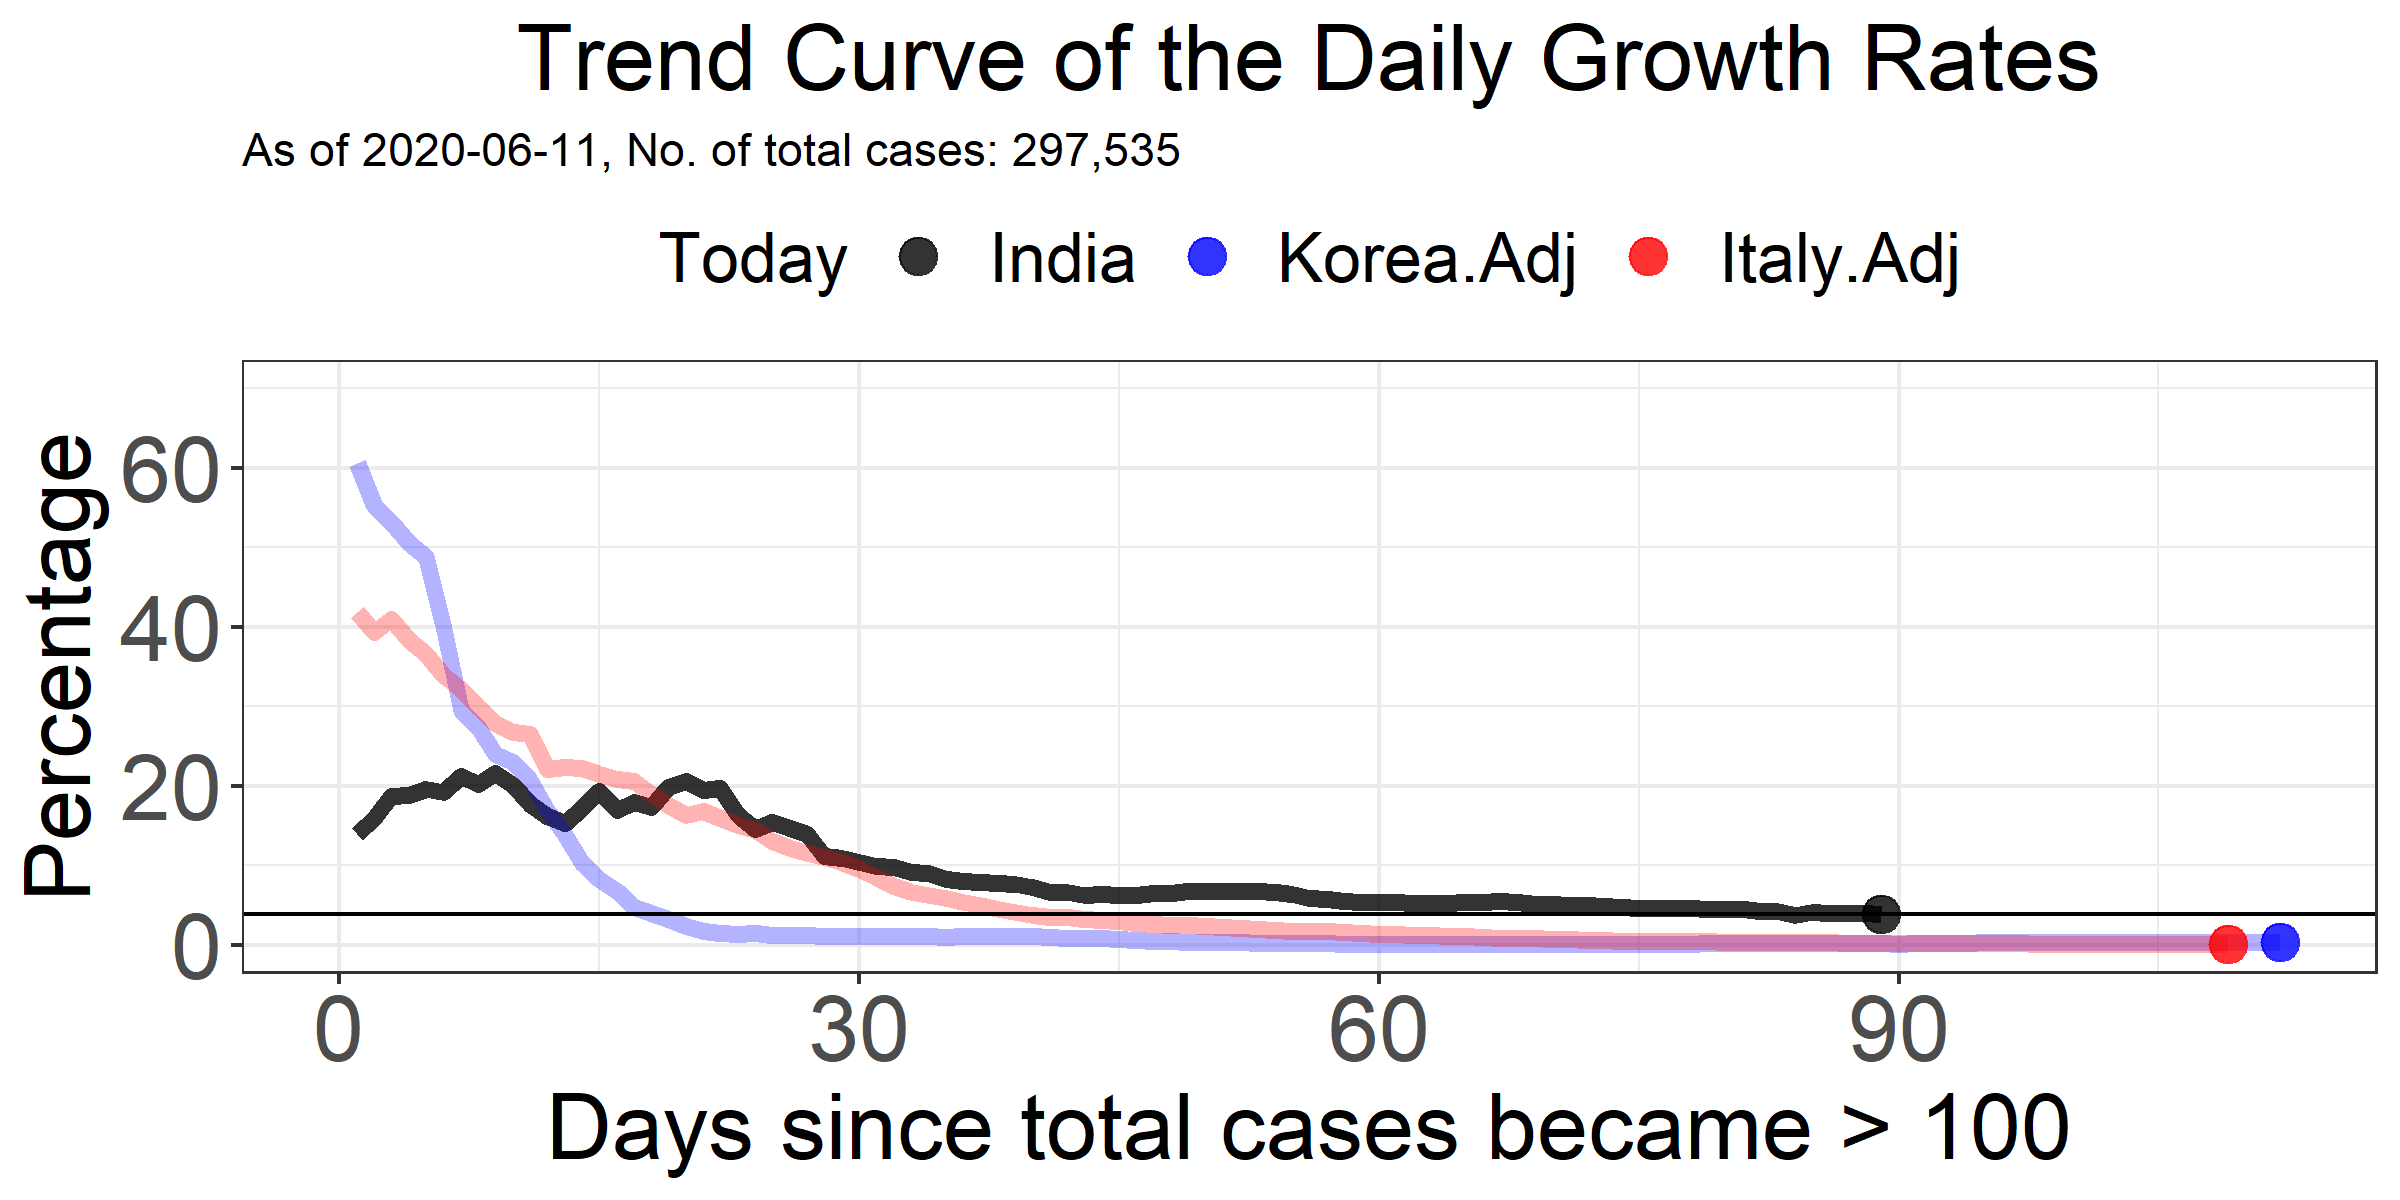 Trend Curve of the Daily Growth Rates
As of 2020-06-11, No. of total cases: 297,535
Today India Korea.Adj Italy.Adj
Percentage
60
40
20
0
0 30 60 90
Days since total cases became > 100